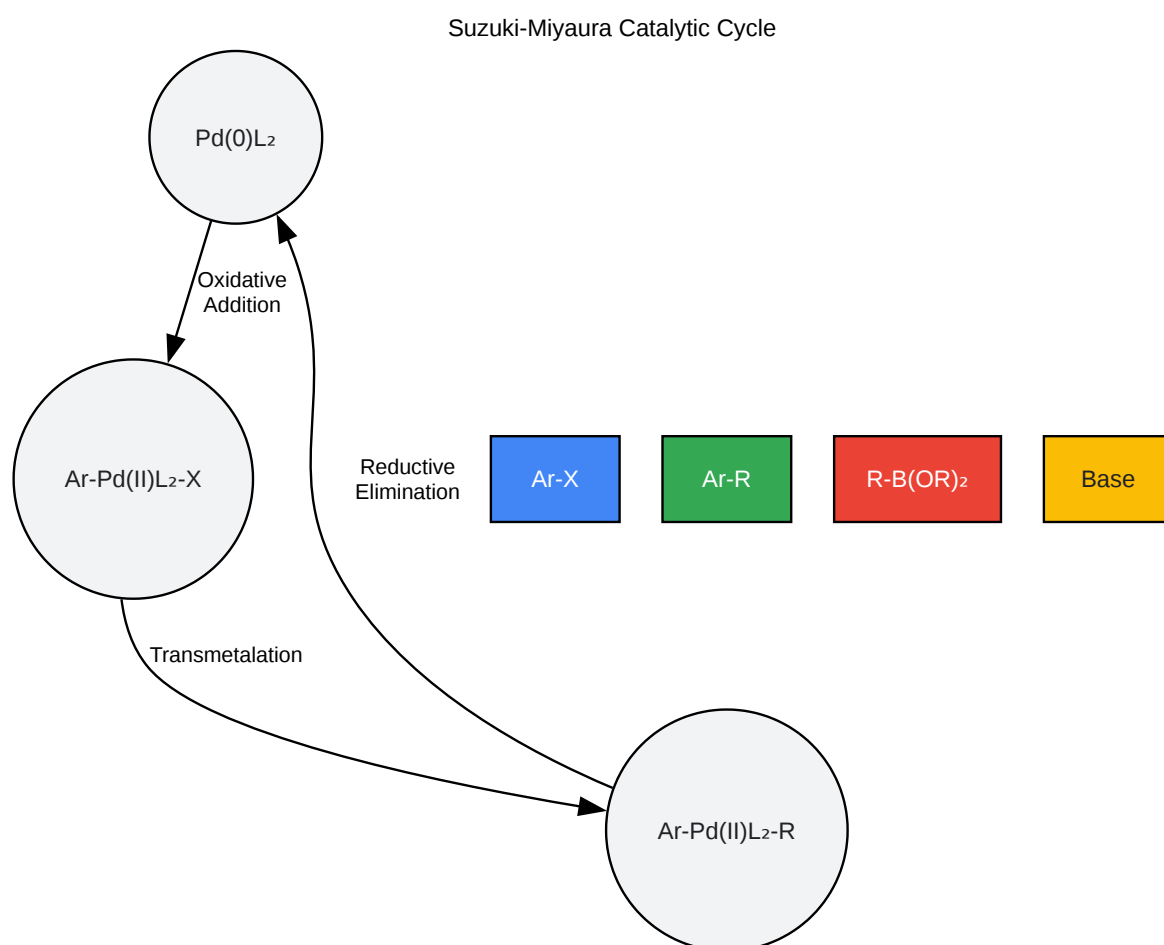 Suzuki-Miyaura Catalytic Cycle
Pd(0)L₂
Oxidative
Addition
Ar-Pd(II)L₂-X
Reductive
Elimination
Ar-X
Ar-R
R-B(OR)₂
Base
Transmetalation
Ar-Pd(II)L₂-R